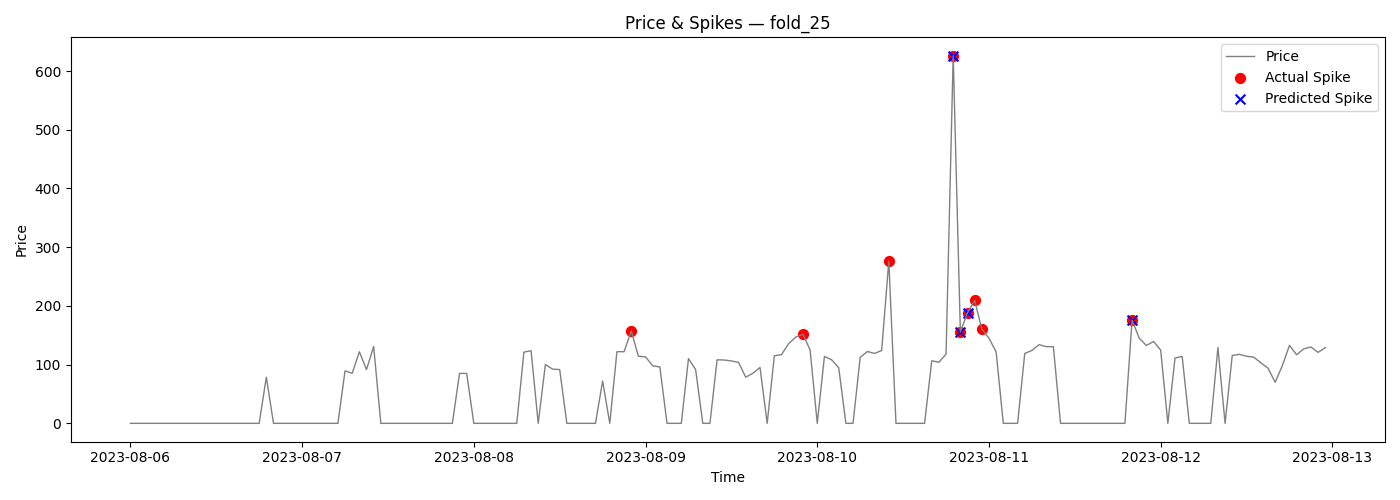 Price & Spikes — fold_25
Price
Actual Spike
Predicted Spike
600
500
400
300
200
100
0
Price
2023-08-06
2023-08-07
2023-08-08
2023-08-09
2023-08-10
2023-08-11
2023-08-12
2023-08-13
Time